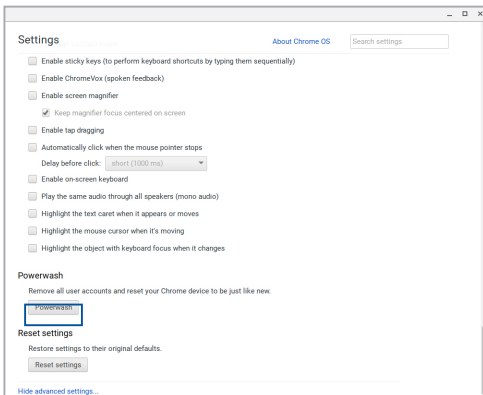 Settings
About Chrome OS
Search settings
Enable sticky keys (to perform keyboard shortcuts by typing them sequentially)
Enable ChromeVox (spoken feedback)
Enable screen magnifier
Keep magnifier focus centered on screen
Enable tap dragging
Automatically click when the mouse pointer stops
Delay before click: short (1000 ms)
Enable on-screen keyboard
Play the same audio through all speakers (mono audio)
Highlight the text caret when it appears or moves
Highlight the mouse cursor when it's moving
Highlight the object with keyboard focus when it changes
Powerwash
Remove all user accounts and reset your Chrome device to be just like new.
Powerwash
Reset settings
Restore settings to their original defaults.
Reset settings
Hide advanced settings...